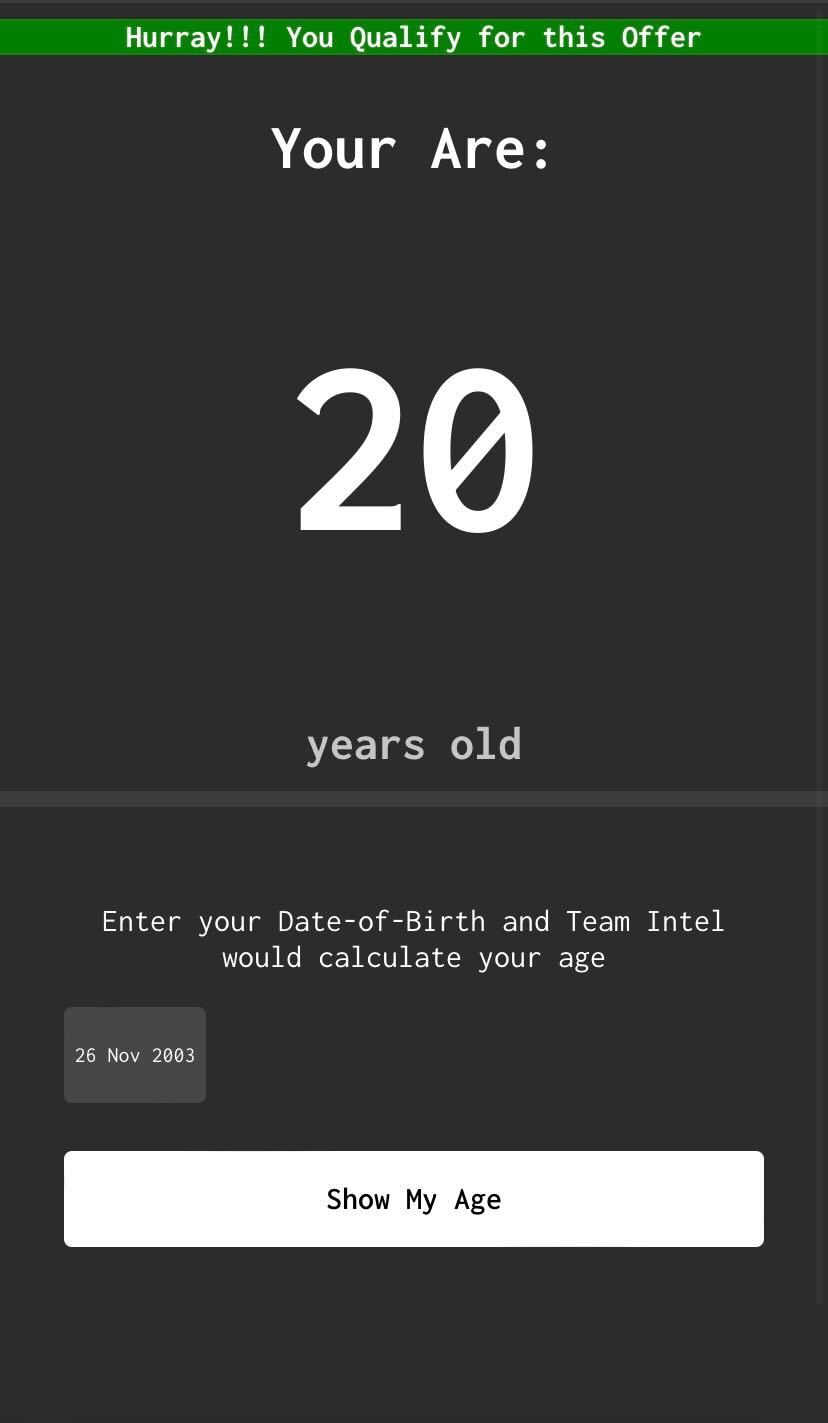 Hurray!!! You Qualify for this Offer
Your Are:
20
years old
Enter your Date-of-Birth and Team Intel
would calculate your age
26 Nov 2003
Show My Age